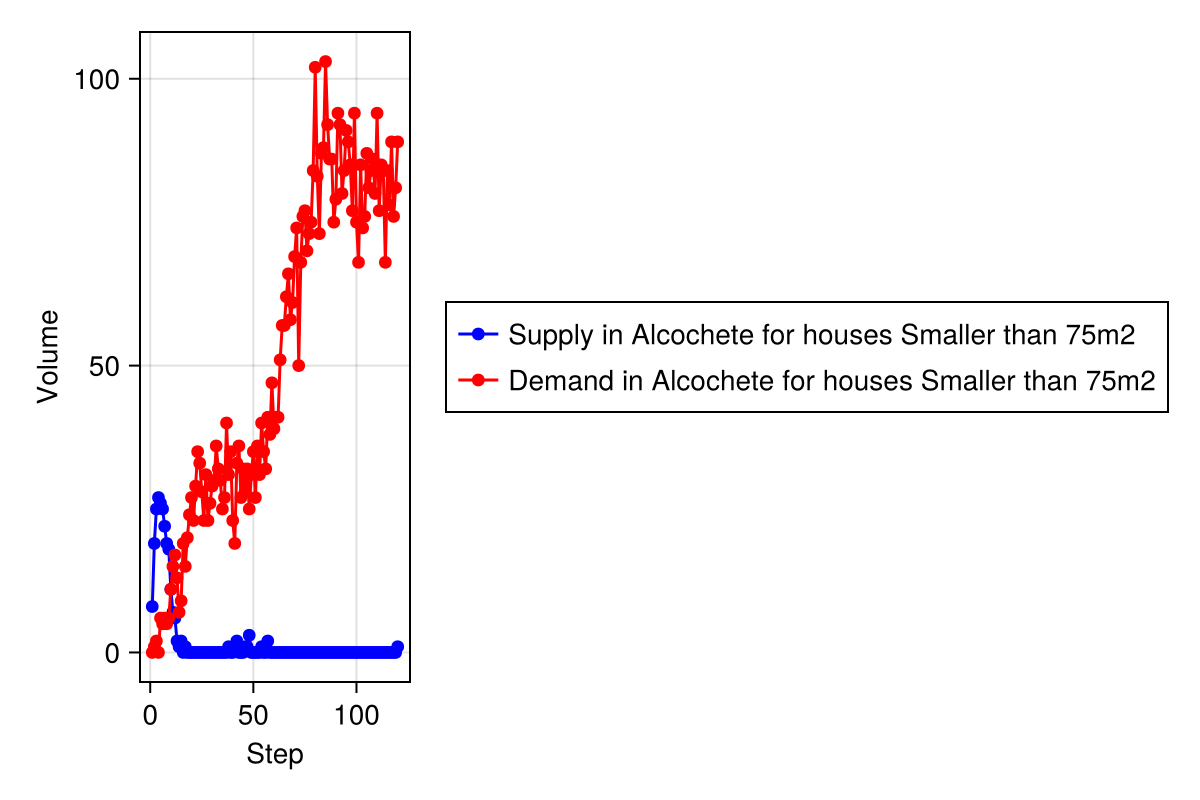 Volume
100
50
0
0 50 100
Step
Supply in Alcochete for houses Smaller than 75m2
Demand in Alcochete for houses Smaller than 75m2